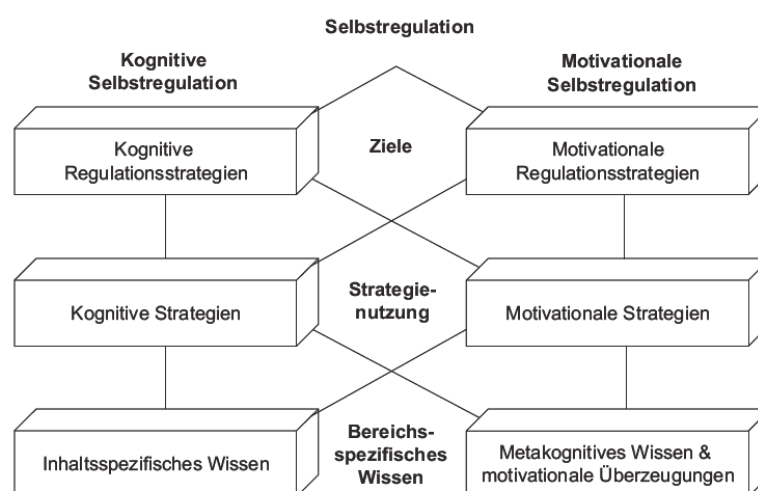 Selbstregulation
Kognitive
Selbstregulation
Motivationale
Selbstregulation
Kognitive
Regulationsstrategien
Ziele
Motivationale
Regulationsstrategien
Kognitive Strategien
Strategie-
nutzung
Motivationale Strategien
Inhaltsspezifisches Wissen
Bereichs-
spezifisches
Wissen
Metakognitives Wissen &
motivationale Überzeugungen